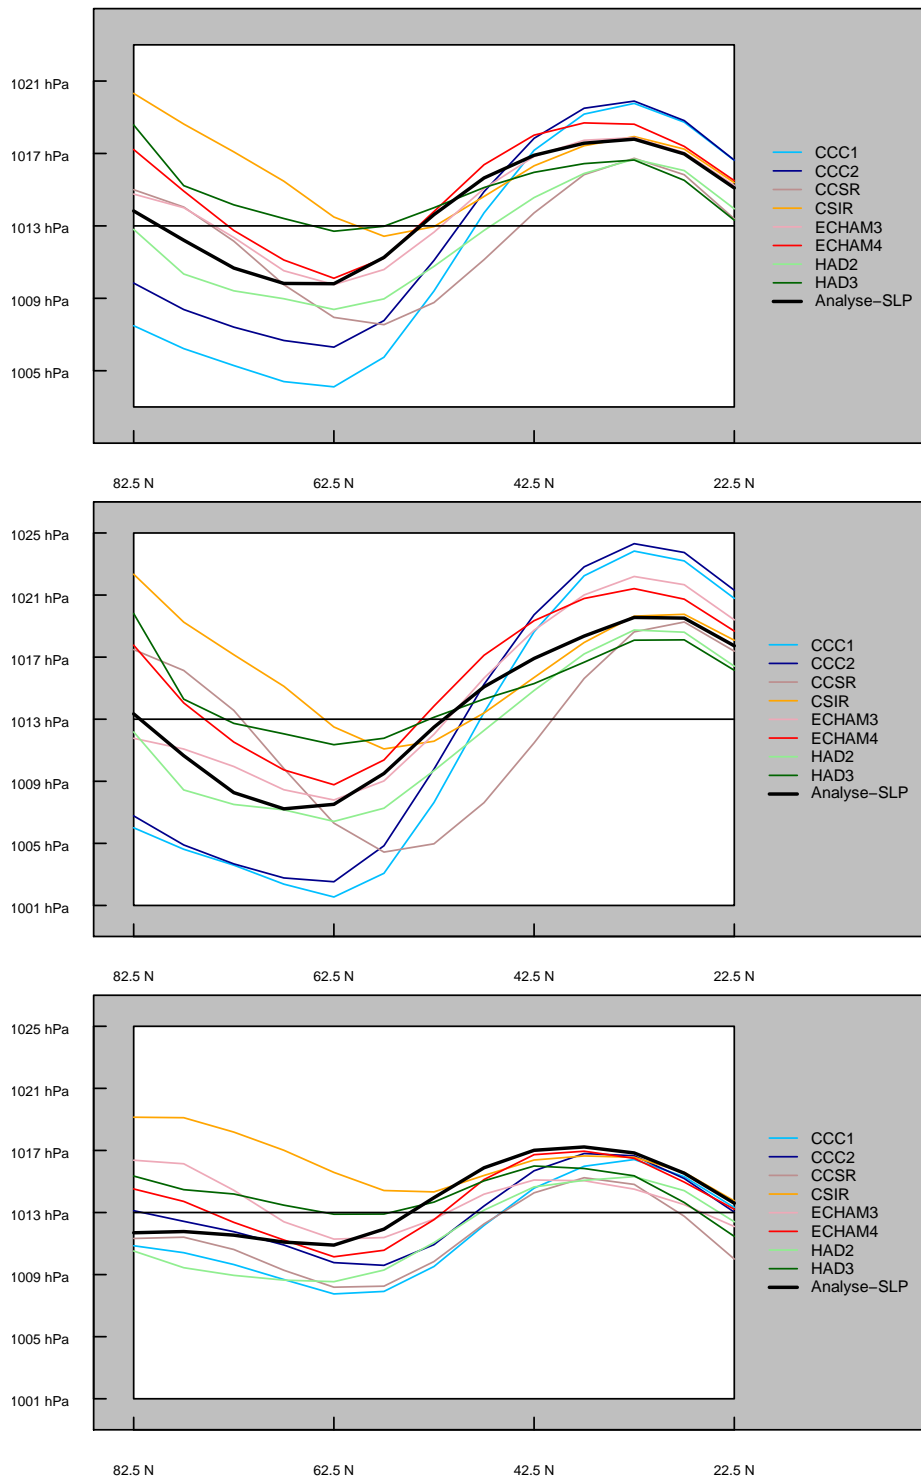 1021 hPa
1017 hPa
1013 hPa
1009 hPa
1005 hPa
CCC1
CCC2
CCSR
CSIR
ECHAM3
ECHAM4
HAD2
HAD3
Analyse−SLP
82.5 N 62.5 N 42.5 N 22.5 N
1025 hPa
1021 hPa
1017 hPa
1013 hPa
1009 hPa
1005 hPa
1001 hPa
CCC1
CCC2
CCSR
CSIR
ECHAM3
ECHAM4
HAD2
HAD3
Analyse−SLP
82.5 N 62.5 N 42.5 N 22.5 N
1025 hPa
1021 hPa
1017 hPa
1013 hPa
1009 hPa
1005 hPa
1001 hPa
CCC1
CCC2
CCSR
CSIR
ECHAM3
ECHAM4
HAD2
HAD3
Analyse−SLP
82.5 N 62.5 N 42.5 N 22.5 N